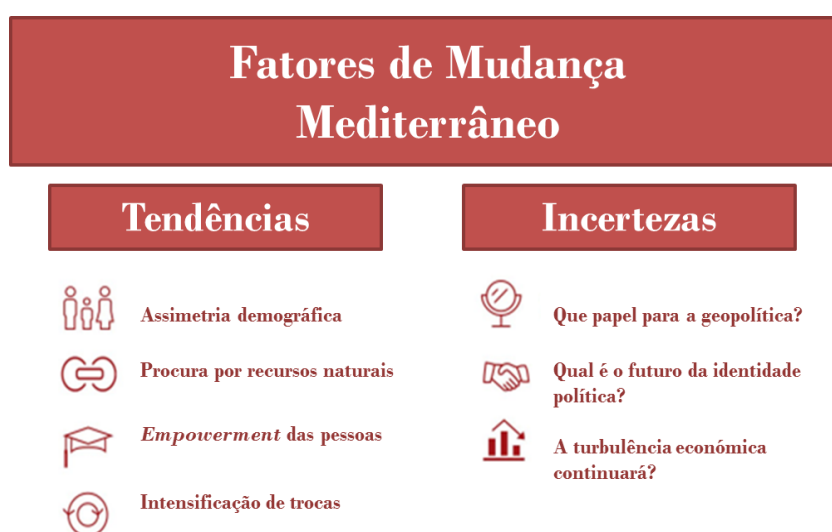 Fatores de Mudança
Mediterrâneo
Tendências
Assimetria demográfica
Procura por recursos naturais
Empowerment das pessoas
Intensificação de trocas
Incertezas
Que papel para a geopolítica?
Qual é o futuro da identidade
política?
A turbulência económica
continuará?